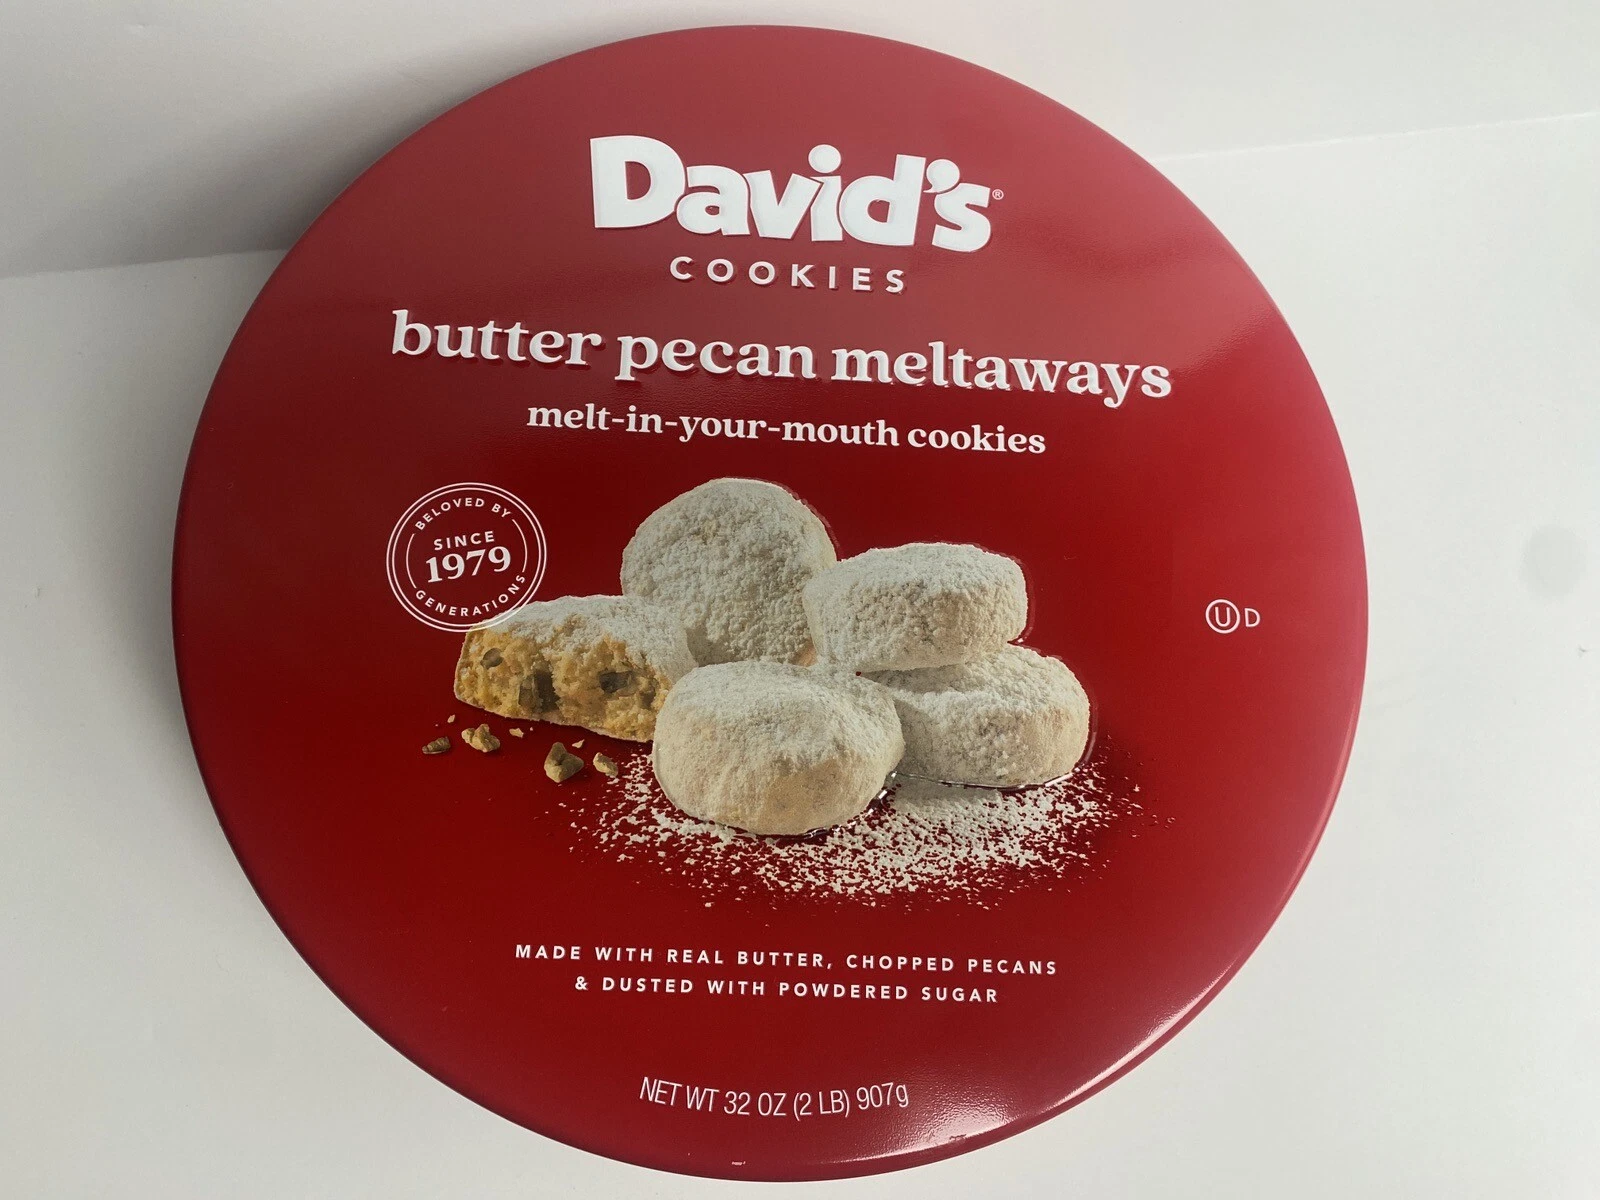 David's®
COOKIES
butter pecan meltaways
melt-in-your-mouth cookies
BELOVED BY
SINCE
1979
GENERATIONS
U D
MADE WITH REAL BUTTER, CHOPPED PECANS
& DUSTED WITH POWDERED SUGAR
NET WT 32 OZ (2 LB) 907g